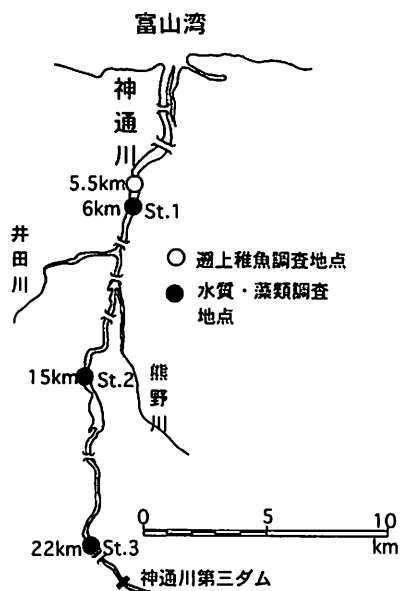 富山湾
神通川
5.5km
6km St.1
井田川
○ 遡上稚魚調査地点
● 水質・藻類調査
地点
15km St.2
熊野川
0 5 10
km
22km St.3
神通川第三ダム